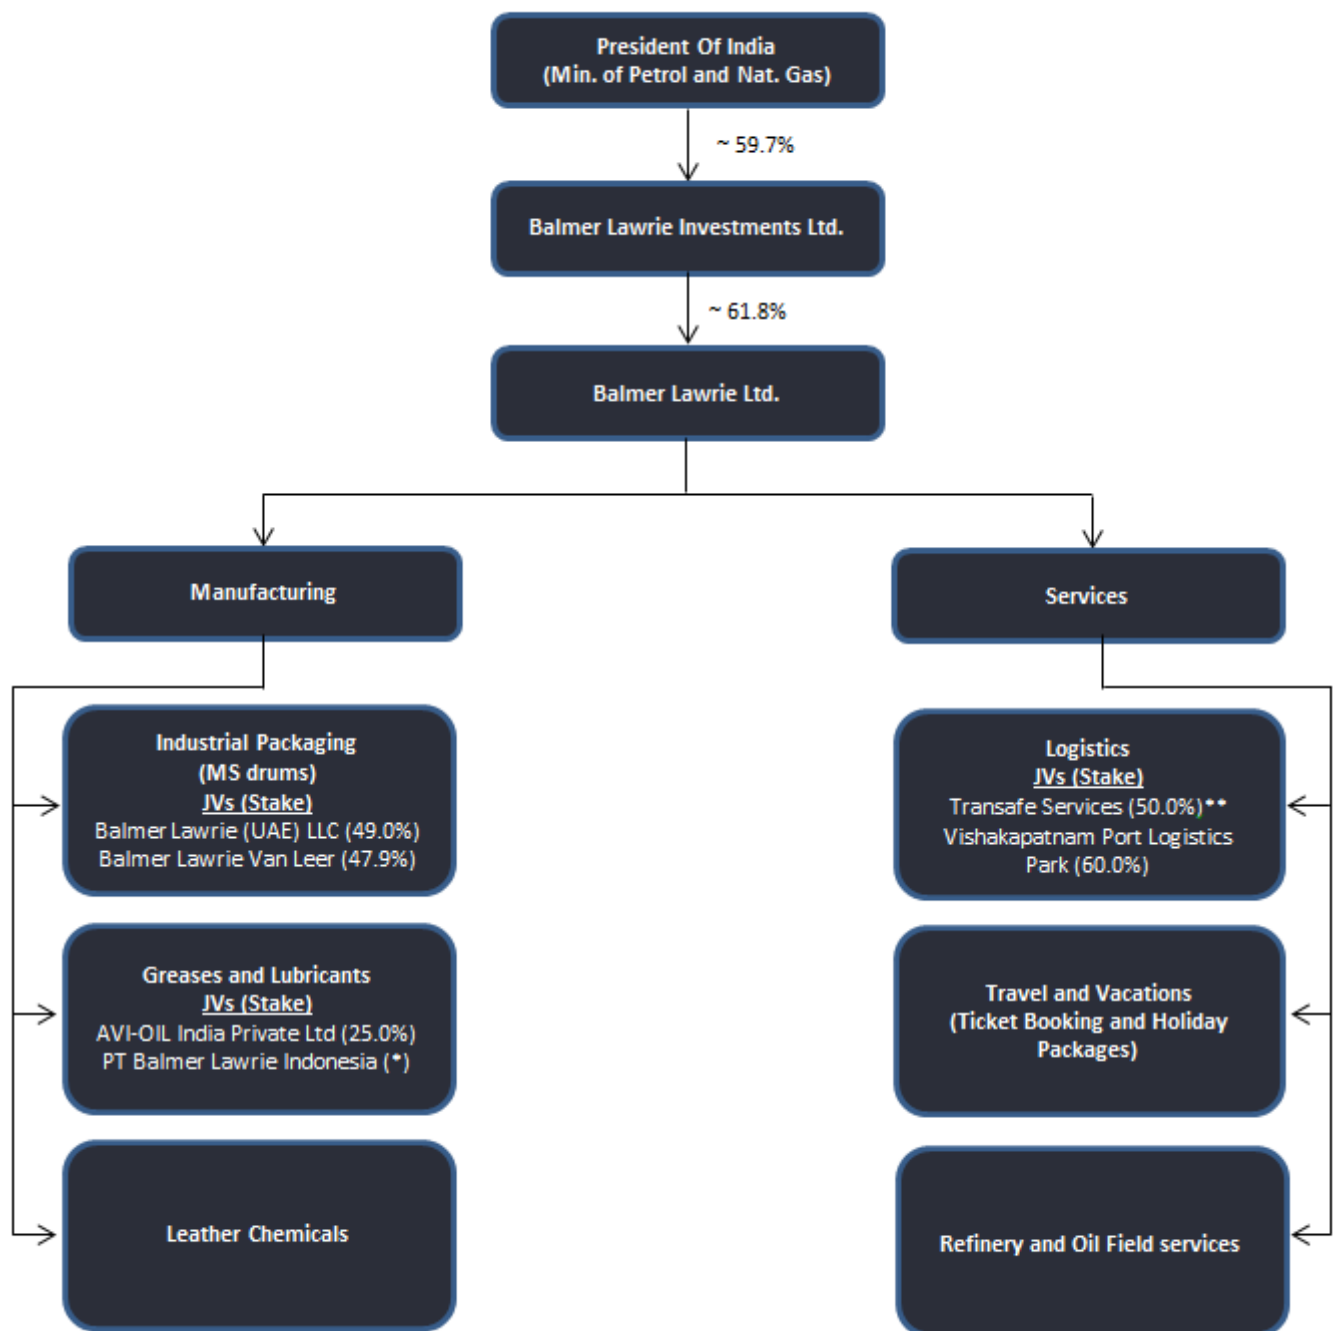 President Of India
(Min. of Petrol and Nat. Gas)
~ 59.7%
Balmer Lawrie Investments Ltd.
~ 61.8%
Balmer Lawrie Ltd.
Manufacturing
Services
Industrial Packaging
(MS drums)
JVs (Stake)
Balmer Lawrie (UAE) LLC (49.0%)
Balmer Lawrie Van Leer (47.9%)
Logistics
JVs (Stake)
Transafe Services (50.0%)**
Vishakapatnam Port Logistics
Park (60.0%)
Greases and Lubricants
JVs (Stake)
AVI-OIL India Private Ltd (25.0%)
PT Balmer Lawrie Indonesia (*)
Travel and Vacations
(Ticket Booking and Holiday
Packages)
Leather Chemicals
Refinery and Oil Field services